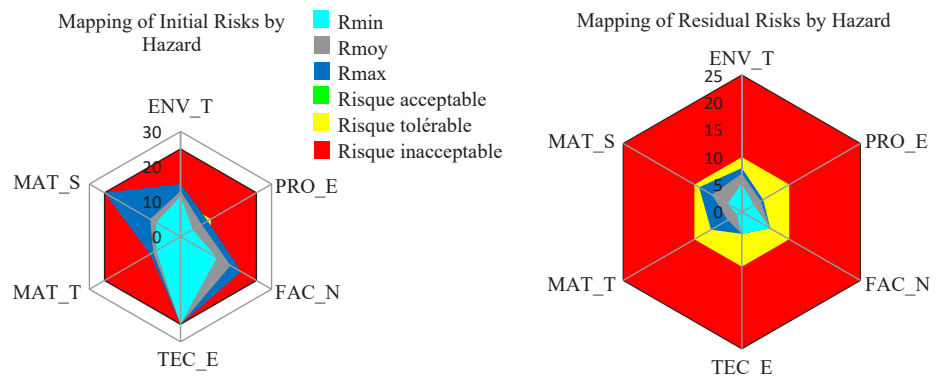 Mapping of Initial Risks by
Hazard
Rmin
Rmoy
Rmax
Risque acceptable
Risque tolérable
Risque inacceptable
ENV_T
PRO_E
FAC_N
TEC_E
MAT_T
MAT_S
30
20
10
0
Mapping of Residual Risks by Hazard
ENV_T
PRO_E
FAC_N
TEC_E
MAT_T
MAT_S
25
20
15
10
5
0